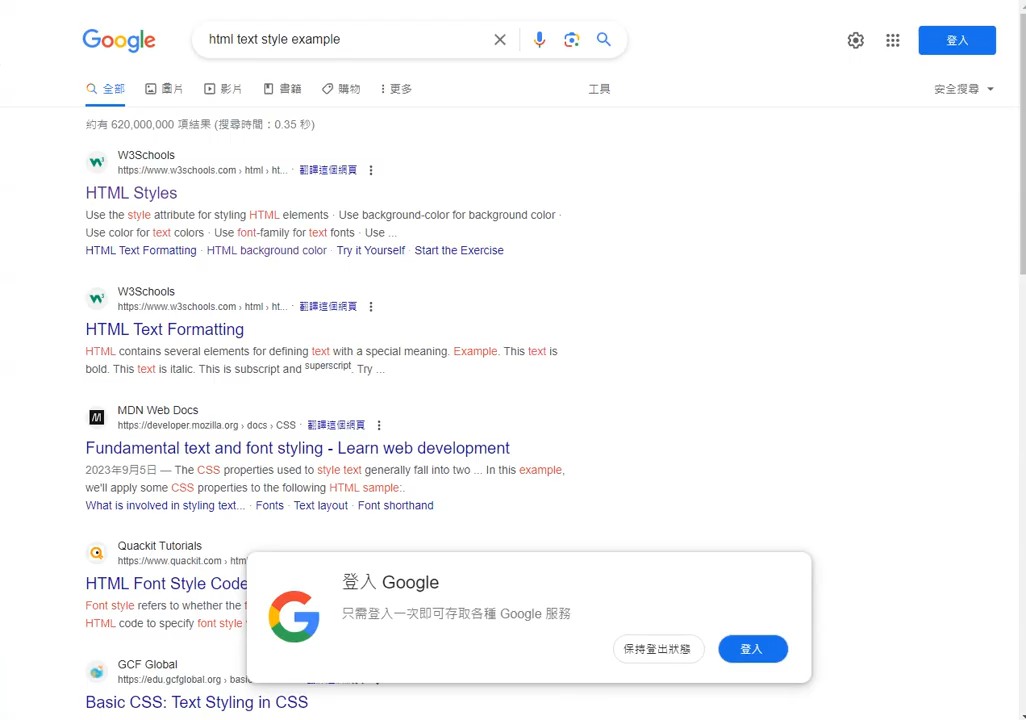 Google
html text style example
登入
全部 圖片 影片 書籍 購物 更多 工具 安全搜尋
約有 620,000,000 項結果 (搜尋時間：0.35 秒)
W3Schools
https://www.w3schools.com › html › ht... · 翻譯這個網頁
HTML Styles
Use the style attribute for styling HTML elements · Use background-color for background color ·
Use color for text colors · Use font-family for text fonts · Use ...
HTML Text Formatting · HTML background color · Try it Yourself · Start the Exercise
W3Schools
https://www.w3schools.com › html › ht... · 翻譯這個網頁
HTML Text Formatting
HTML contains several elements for defining text with a special meaning. Example. This text is
bold. This text is italic. This is subscript and superscript. Try ...
MDN Web Docs
https://developer.mozilla.org › docs › CSS · 翻譯這個網頁
Fundamental text and font styling - Learn web development
2023年9月5日 — The CSS properties used to style text generally fall into two ... In this example,
we'll apply some CSS properties to the following HTML sample:.
What is involved in styling text... · Fonts · Text layout · Font shorthand
Quackit Tutorials
https://www.quackit.com › htm
HTML Font Style Code
Font style refers to whether the
HTML code to specify font style
GCF Global
https://edu.gcfglobal.org › basi
Basic CSS: Text Styling in CSS
登入 Google
只需登入一次即可存取各種 Google 服務
保持登出狀態 登入